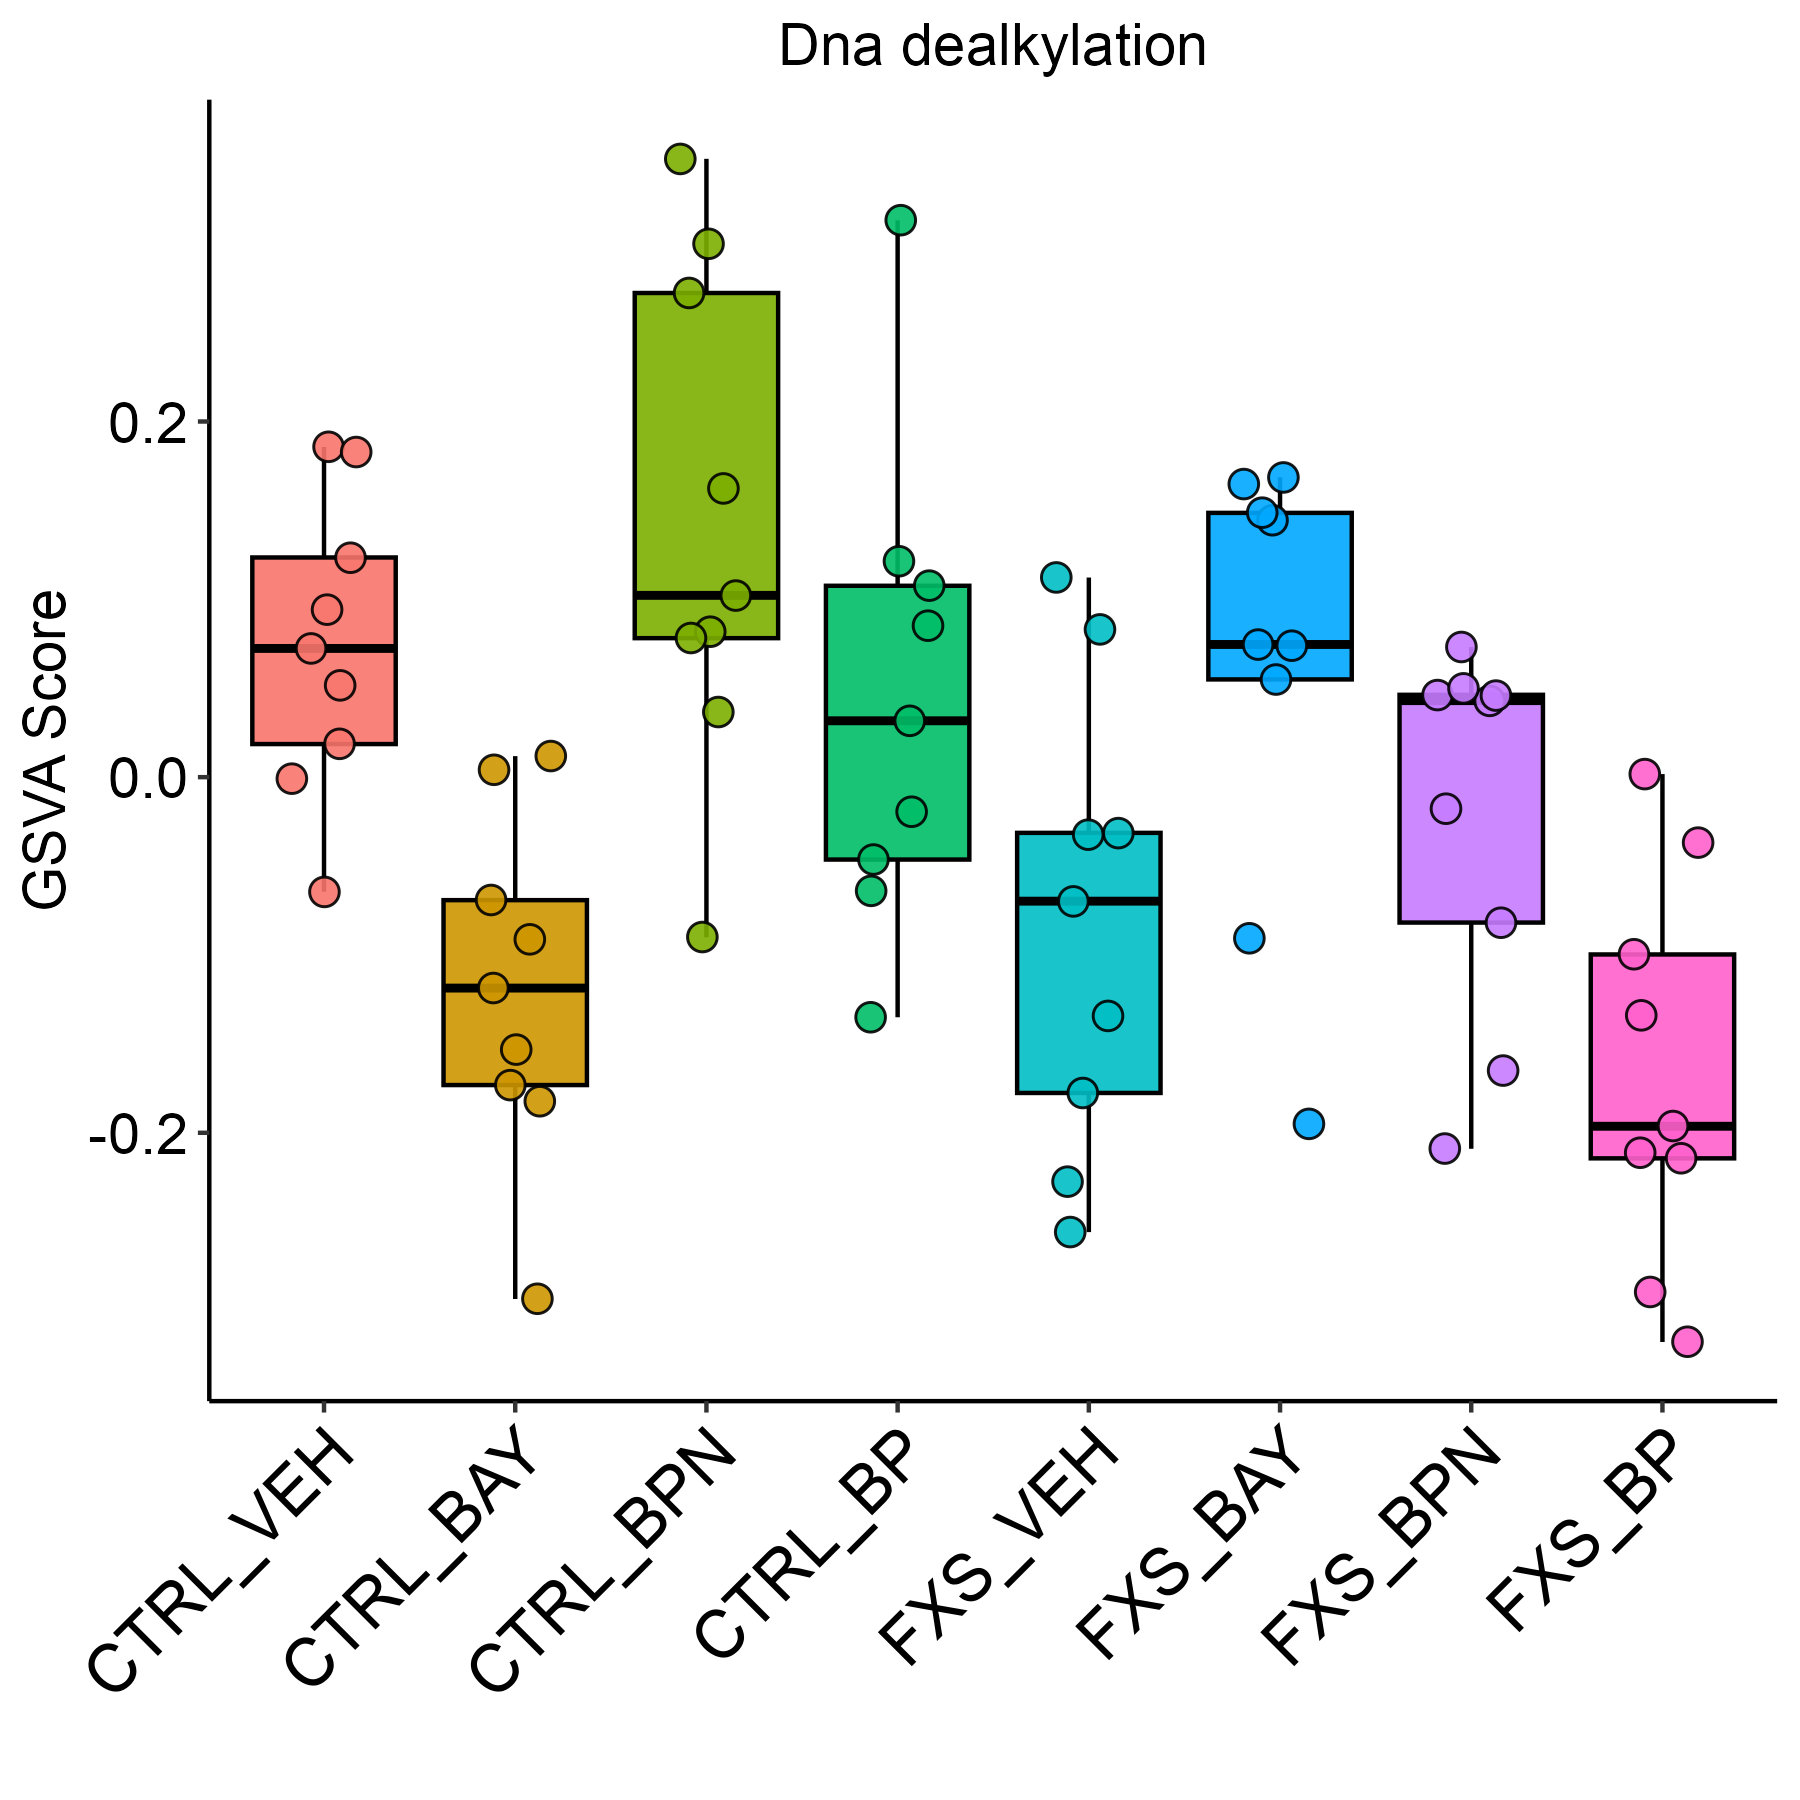 Dna dealkylation
GSVA Score
0.2
0.0
-0.2
CTRL_VEH
CTRL_BAY
CTRL_BPN
CTRL_BP
FXS_VEH
FXS_BAY
FXS_BPN
FXS_BP